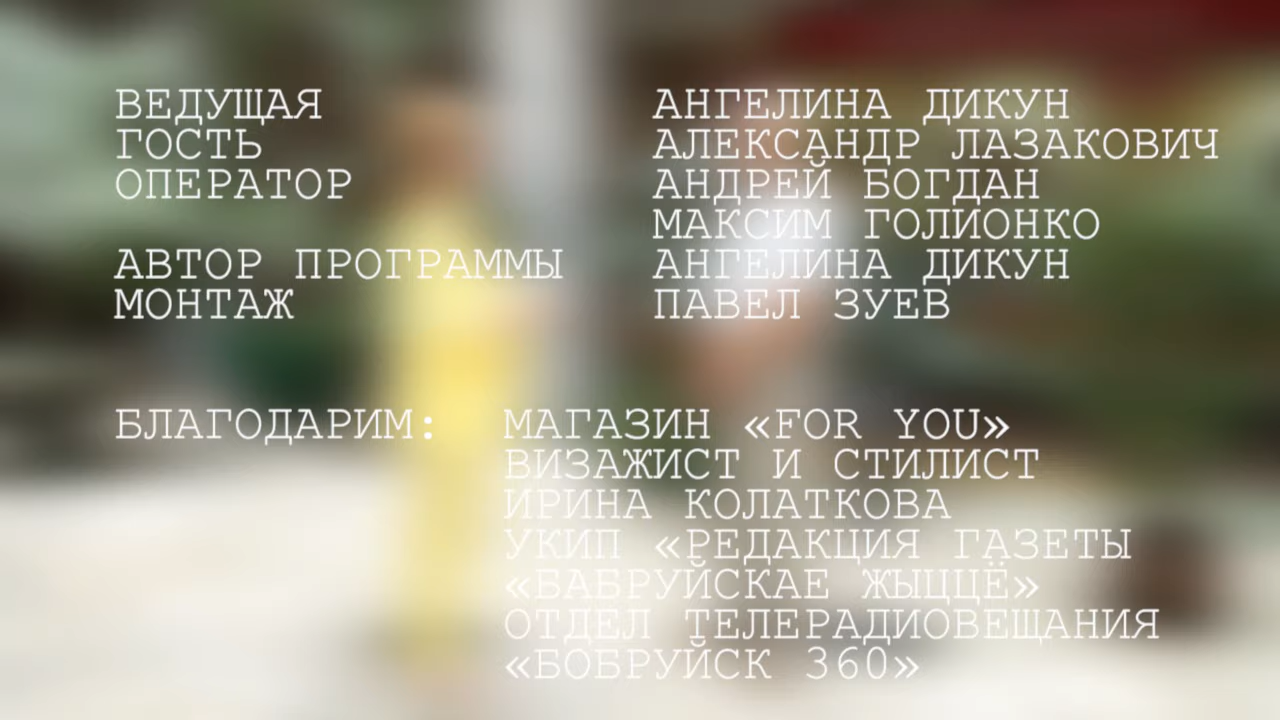 ВЕДУЩАЯ АНГЕЛИНА ДИКУН
ГОСТЬ АЛЕКСАНДР ЛАЗАКОВИЧ
ОПЕРАТОР АНДРЕЙ БОГДАН
МАКСИМ ГОЛИОНКО
АВТОР ПРОГРАММЫ АНГЕЛИНА ДИКУН
МОНТАЖ ПАВЕЛ ЗУЕВ
БЛАГОДАРИМ: МАГАЗИН «FOR YOU»
ВИЗАЖИСТ И СТИЛИСТ
ИРИНА КОЛАТКОВА
УКИП «РЕДАКЦИЯ ГАЗЕТЫ
«БАБРУЙСКАЕ ЖЫЦЦЁ»
ОТДЕЛ ТЕЛЕРАДИОВЕЩАНИЯ
«БОБРУЙСК 360»